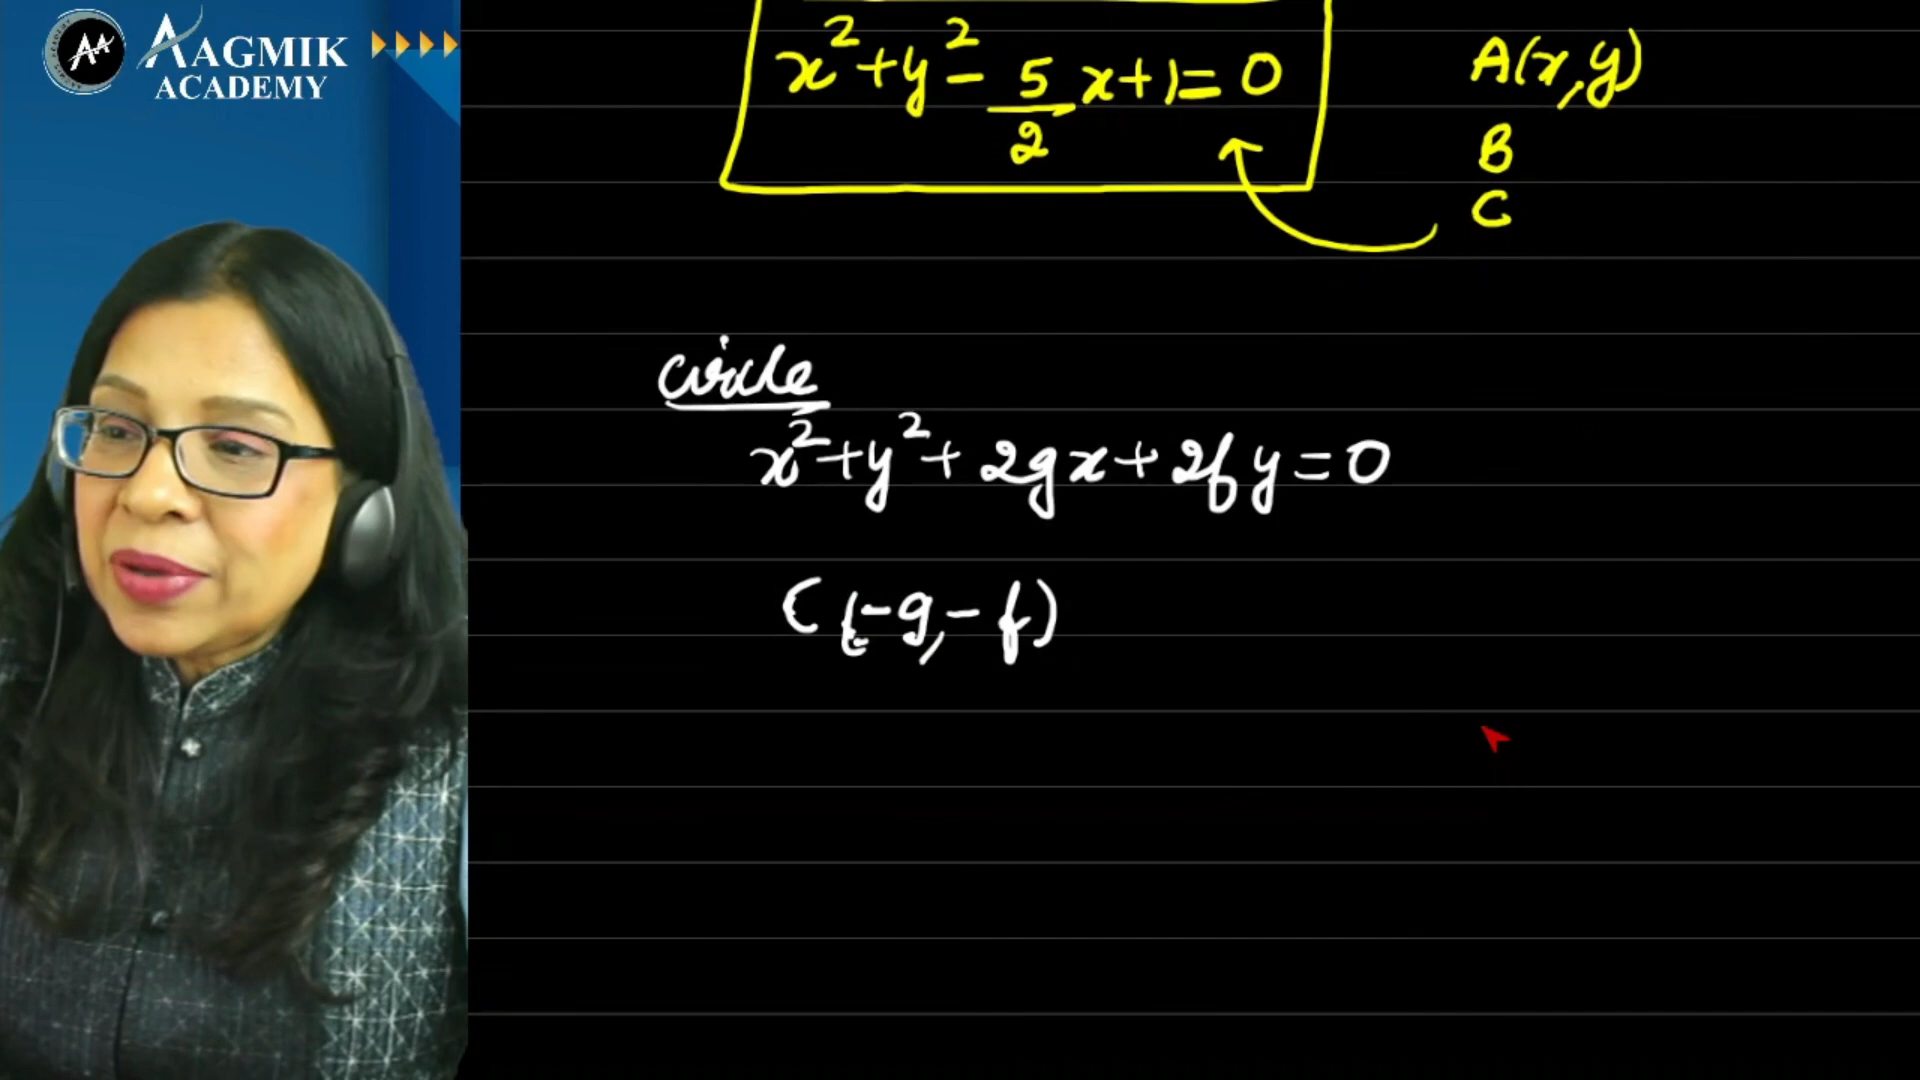 AAGMIK
ACADEMY
x²+y²-5/2x+1=0
A(x,y)
B
C
circle
x²+y²+2gx+2fy=0
C(-g,-f)